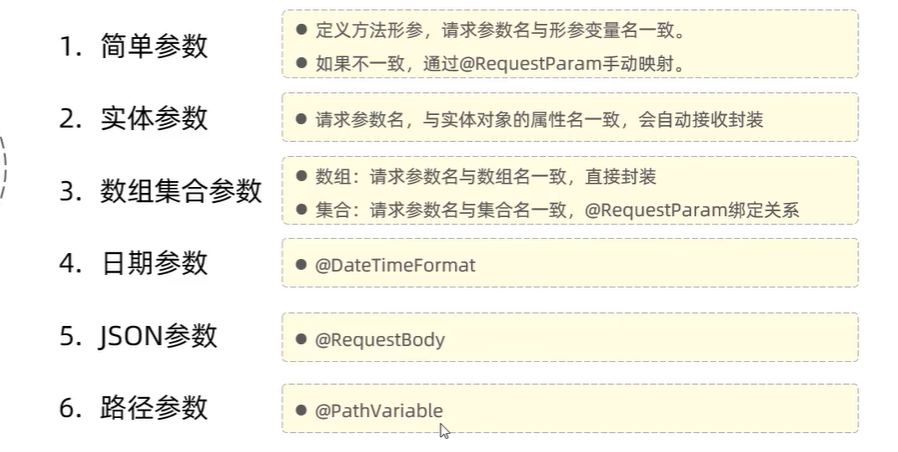 1. 简单参数
● 定义方法形参，请求参数名与形参变量名一致。
● 如果不一致，通过@RequestParam手动映射。
2. 实体参数
● 请求参数名，与实体对象的属性名一致，会自动接收封装
3. 数组集合参数
● 数组：请求参数名与数组名一致，直接封装
● 集合：请求参数名与集合名一致，@RequestParam绑定关系
4. 日期参数
● @DateTimeFormat
5. JSON参数
● @RequestBody
6. 路径参数
● @PathVariable